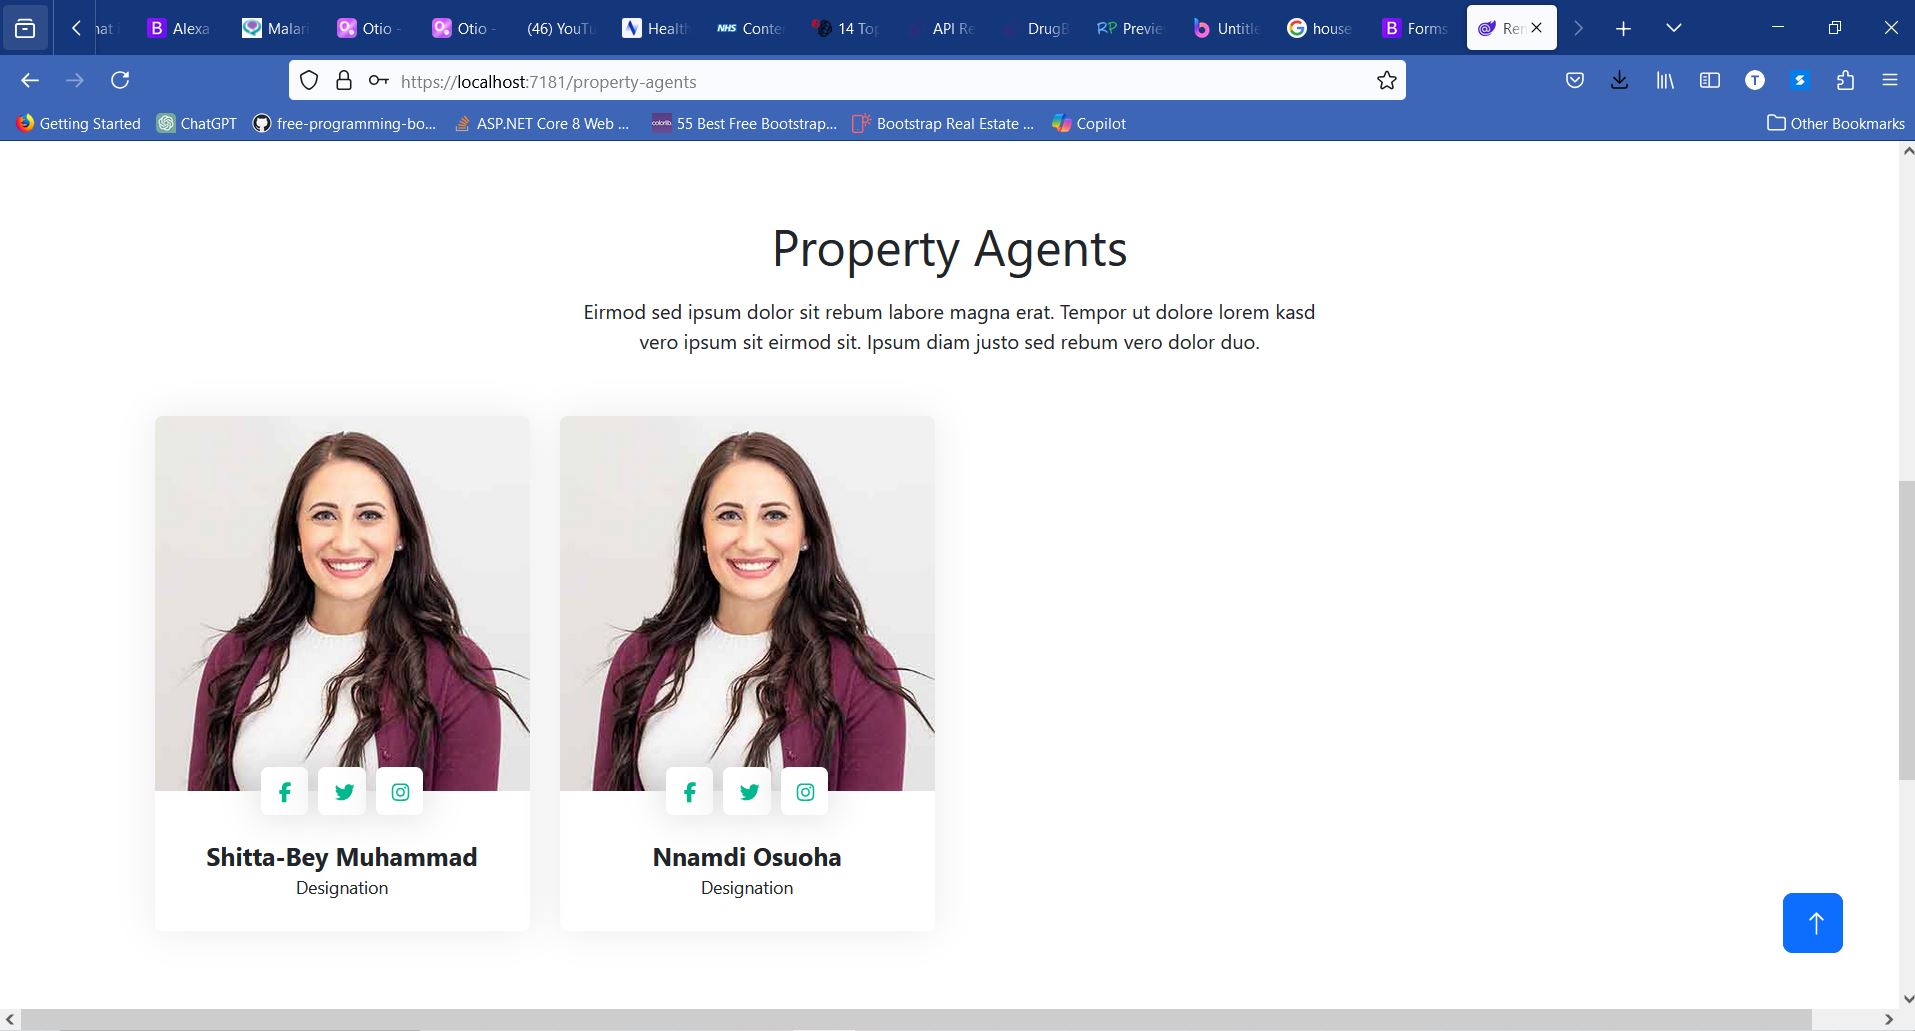 Alexa
Malari
Otio -
Otio -
(46) YouTu
Health
NHS
Conte
14 Top
API Re
DrugB
RP
Previe
Untitle
house
Forms
Ren
https://localhost:7181/property-agents
T
Getting Started
ChatGPT
free-programming-bo...
ASP.NET Core 8 Web ...
55 Best Free Bootstrap...
Bootstrap Real Estate ...
Copilot
Other Bookmarks
Property Agents
Eirmod sed ipsum dolor sit rebum labore magna erat. Tempor ut dolore lorem kasd
vero ipsum sit eirmod sit. Ipsum diam justo sed rebum vero dolor duo.
Shitta-Bey Muhammad
Designation
Nnamdi Osuoha
Designation